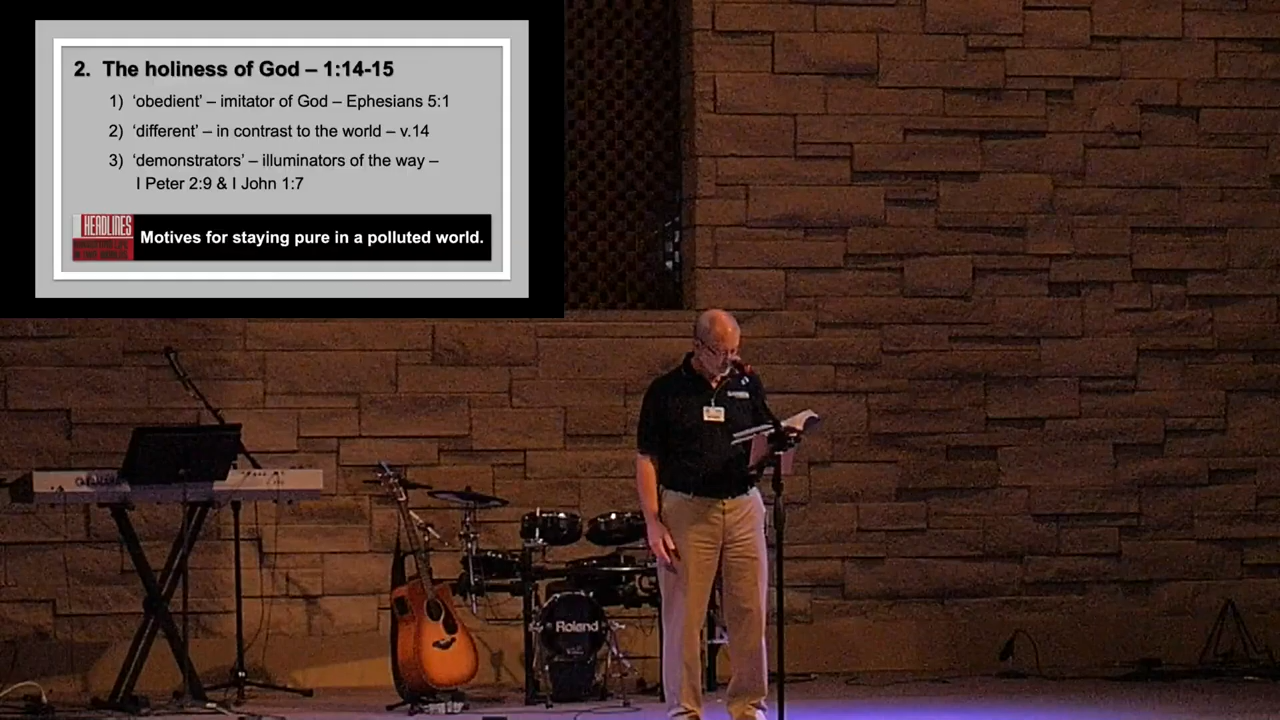 2. The holiness of God – 1:14-15
1) ‘obedient’ – imitator of God – Ephesians 5:1
2) ‘different’ – in contrast to the world – v.14
3) ‘demonstrators’ – illuminators of the way –
I Peter 2:9 & I John 1:7
HEADLINES
Motives for staying pure in a polluted world.
Roland